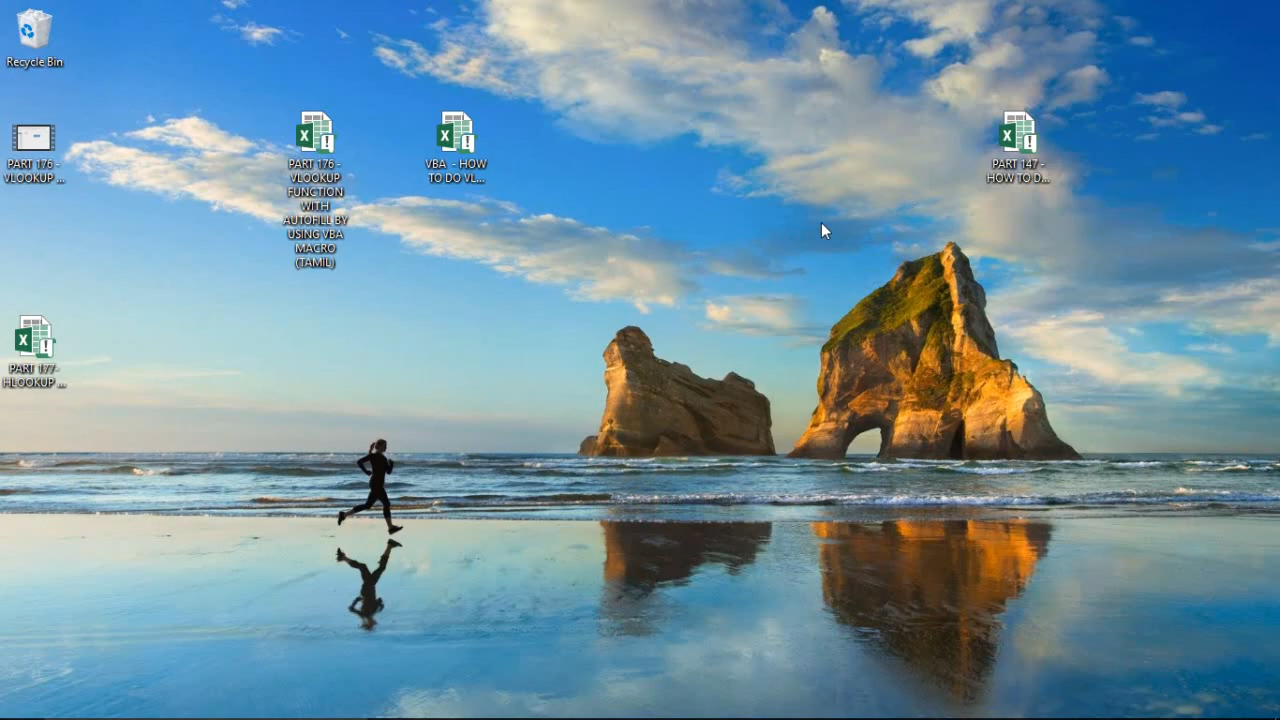 Recycle Bin
PART 176 -
VLOOKUP ...
PART 176 -
VLOOKUP
FUNCTION
WITH
AUTOFILL BY
USING VBA
MACRO
(TAMIL)
VBA - HOW
TO DO VL...
PART 147 -
HOW TO D...
PART 177-
HLOOKUP ...